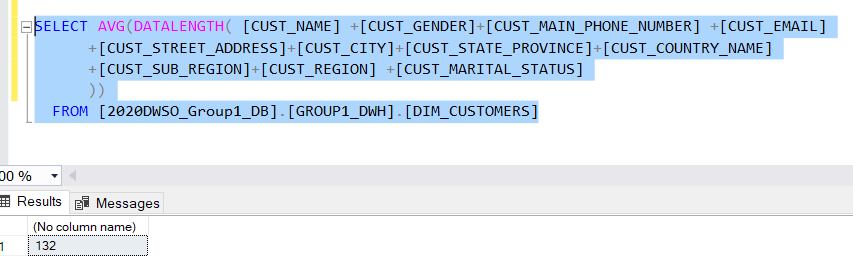 SELECT AVG(DATALENGTH( [CUST_NAME] +[CUST_GENDER]+[CUST_MAIN_PHONE_NUMBER] +[CUST_EMAIL]
+[CUST_STREET_ADDRESS]+[CUST_CITY]+[CUST_STATE_PROVINCE]+[CUST_COUNTRY_NAME]
+[CUST_SUB_REGION]+[CUST_REGION] +[CUST_MARITAL_STATUS]
))
FROM [2020DWSO_Group1_DB].[GROUP1_DWH].[DIM_CUSTOMERS]
00 %
Results Messages
(No column name)
1 132